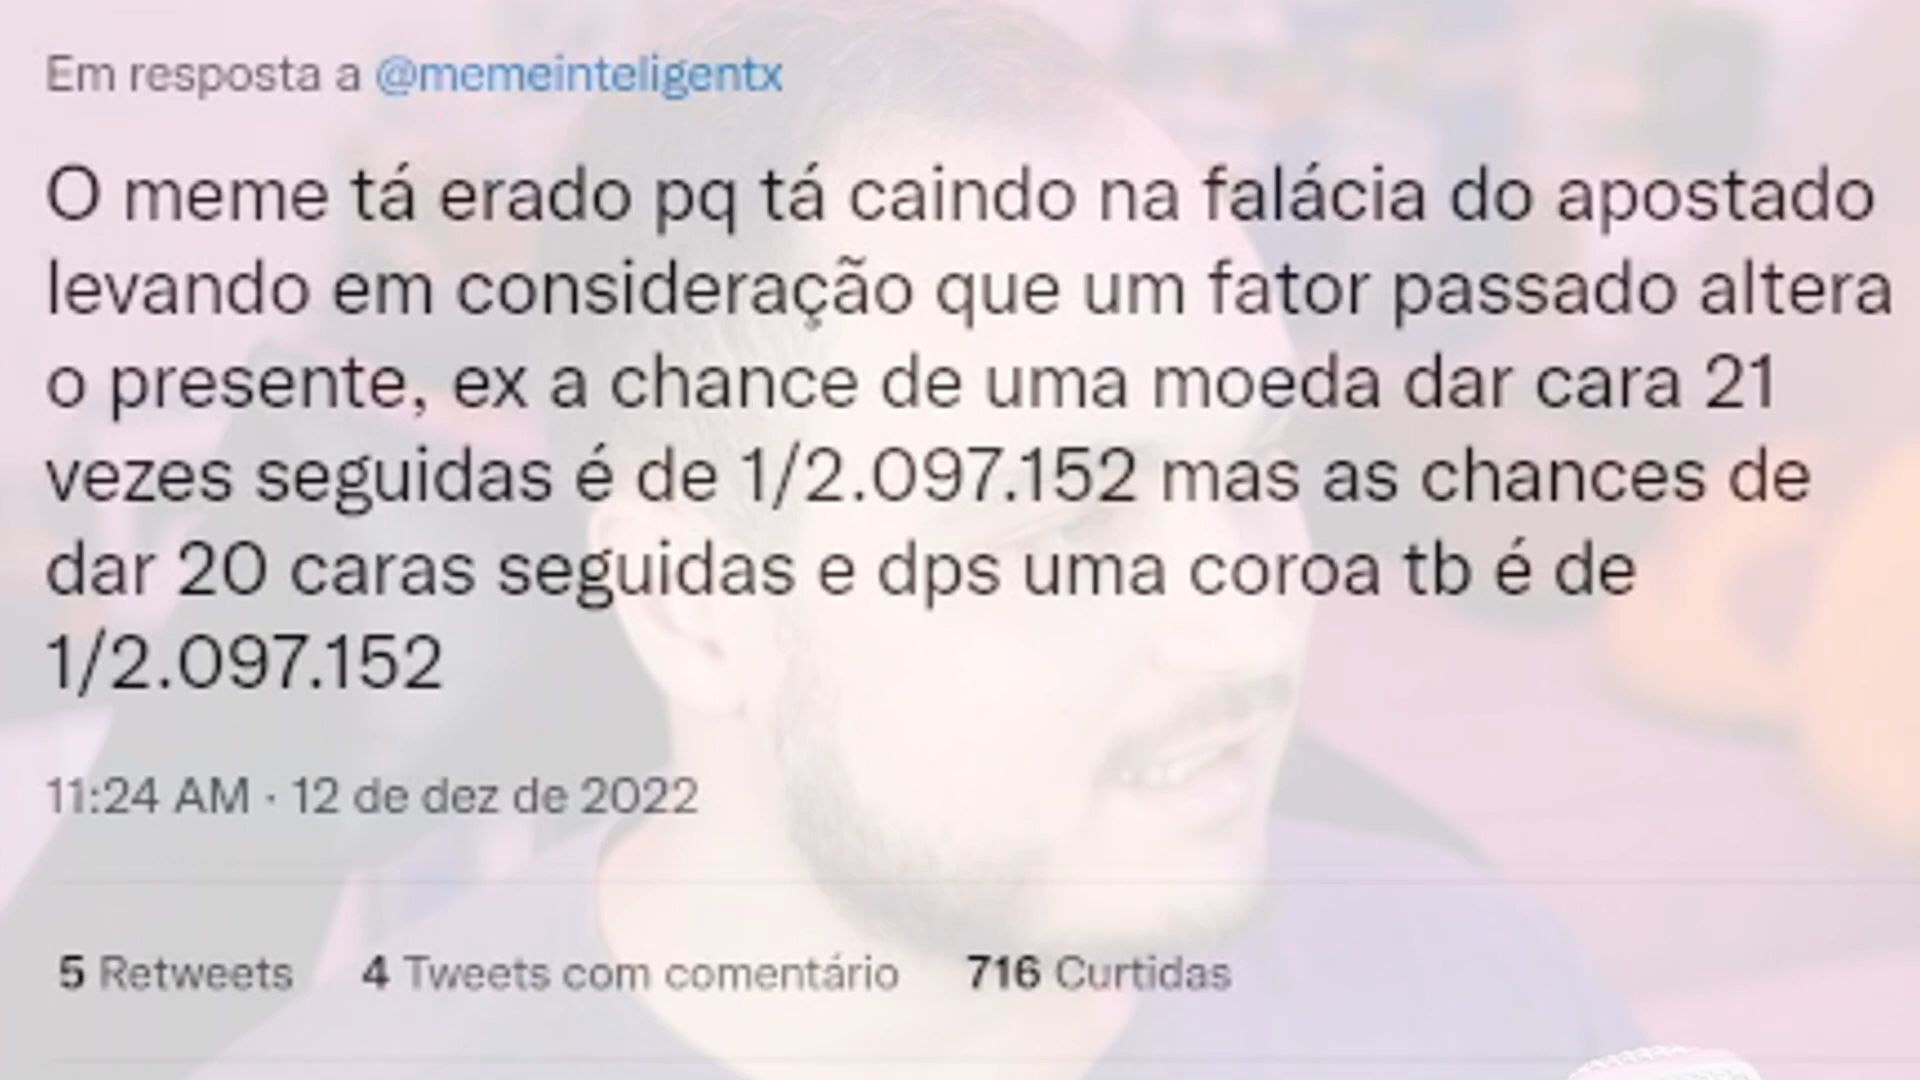 Em resposta a @memeinteligentx
O meme tá erado pq tá caindo na falácia do apostado
levando em consideração que um fator passado altera
o presente, ex a chance de uma moeda dar cara 21
vezes seguidas é de 1/2.097.152 mas as chances de
dar 20 caras seguidas e dps uma coroa tb é de
1/2.097.152
11:24 AM · 12 de dez de 2022
5 Retweets 4 Tweets com comentário 716 Curtidas